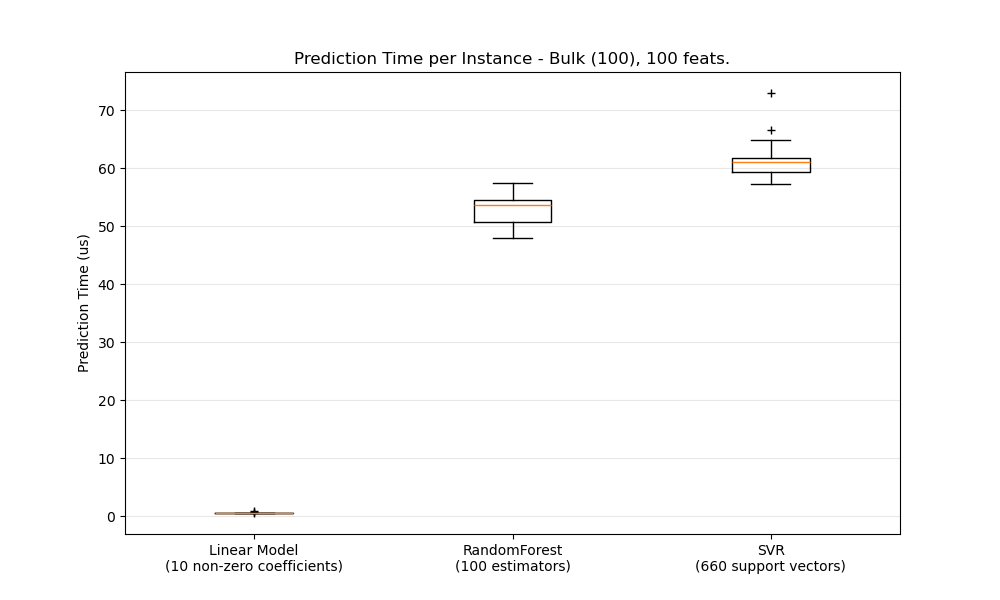 Prediction Time per Instance - Bulk (100), 100 feats.
Prediction Time (us)
70
60
50
40
30
20
10
0
Linear Model
(10 non-zero coefficients)
RandomForest
(100 estimators)
SVR
(660 support vectors)